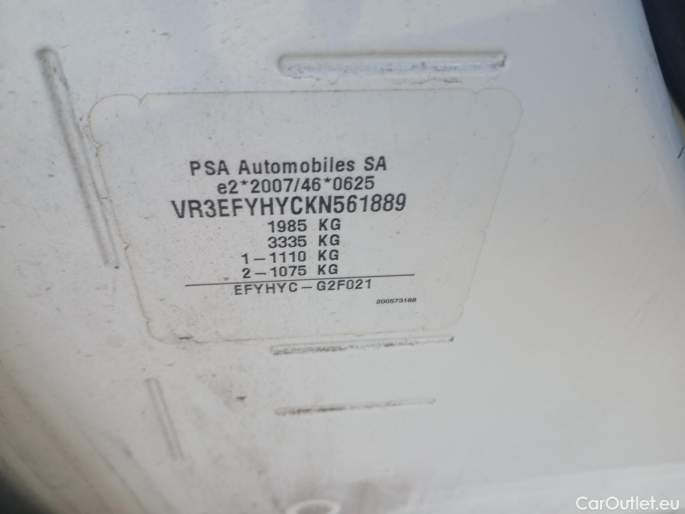 PSA Automobiles SA
e2*2007/46*0625
VR3EFYHYCKN561889
1985 KG
3335 KG
1-1110 KG
2-1075 KG
EFYHYC-G2F021
200573188
CarOutlet.eu